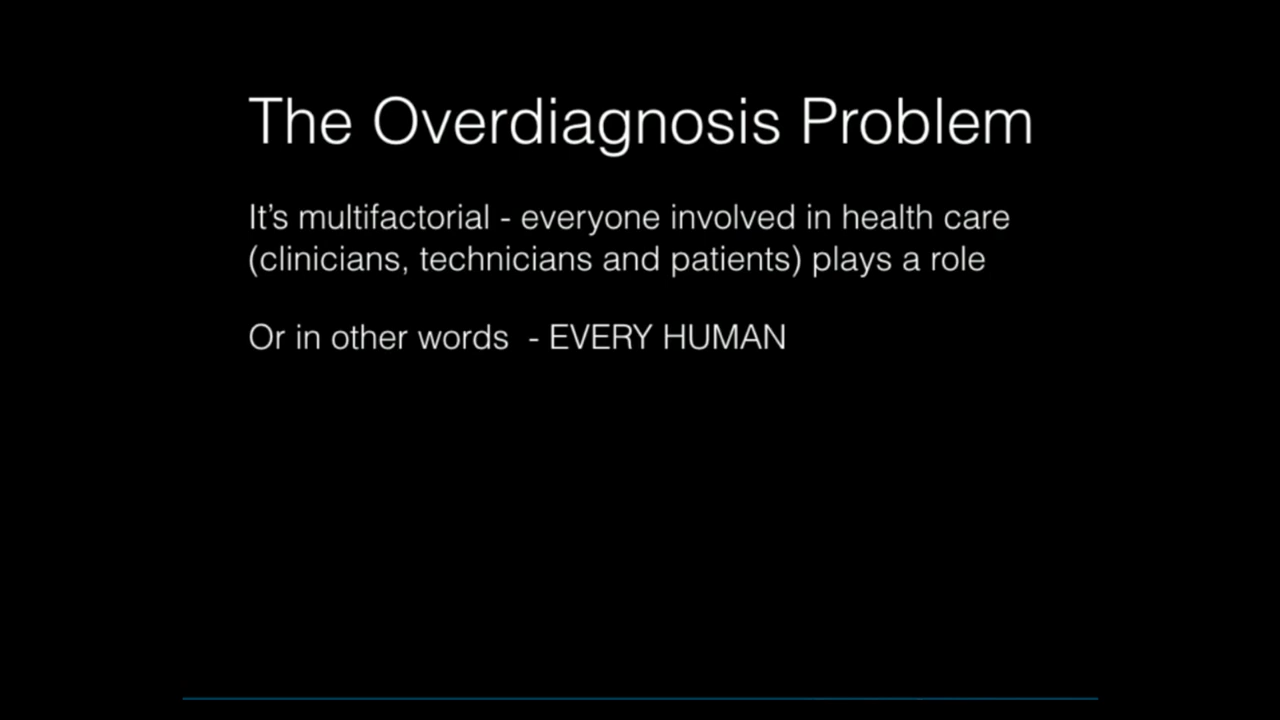 The Overdiagnosis Problem
It’s multifactorial - everyone involved in health care
(clinicians, technicians and patients) plays a role
Or in other words  - EVERY HUMAN